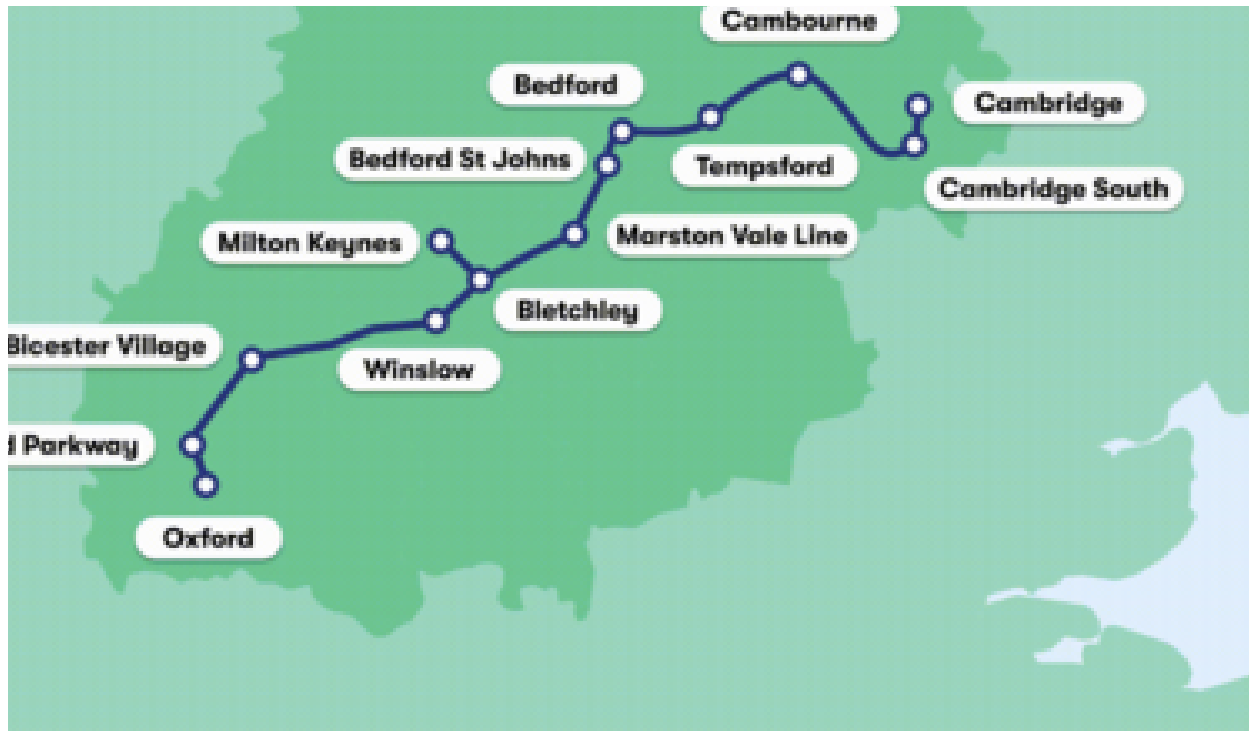 Cambourne
Bedford
Cambridge
Bedford St Johns
Tempsford
Cambridge South
Milton Keynes
Marston Vale Line
Bletchley
Bicester Village
Winslow
d Parkway
Oxford